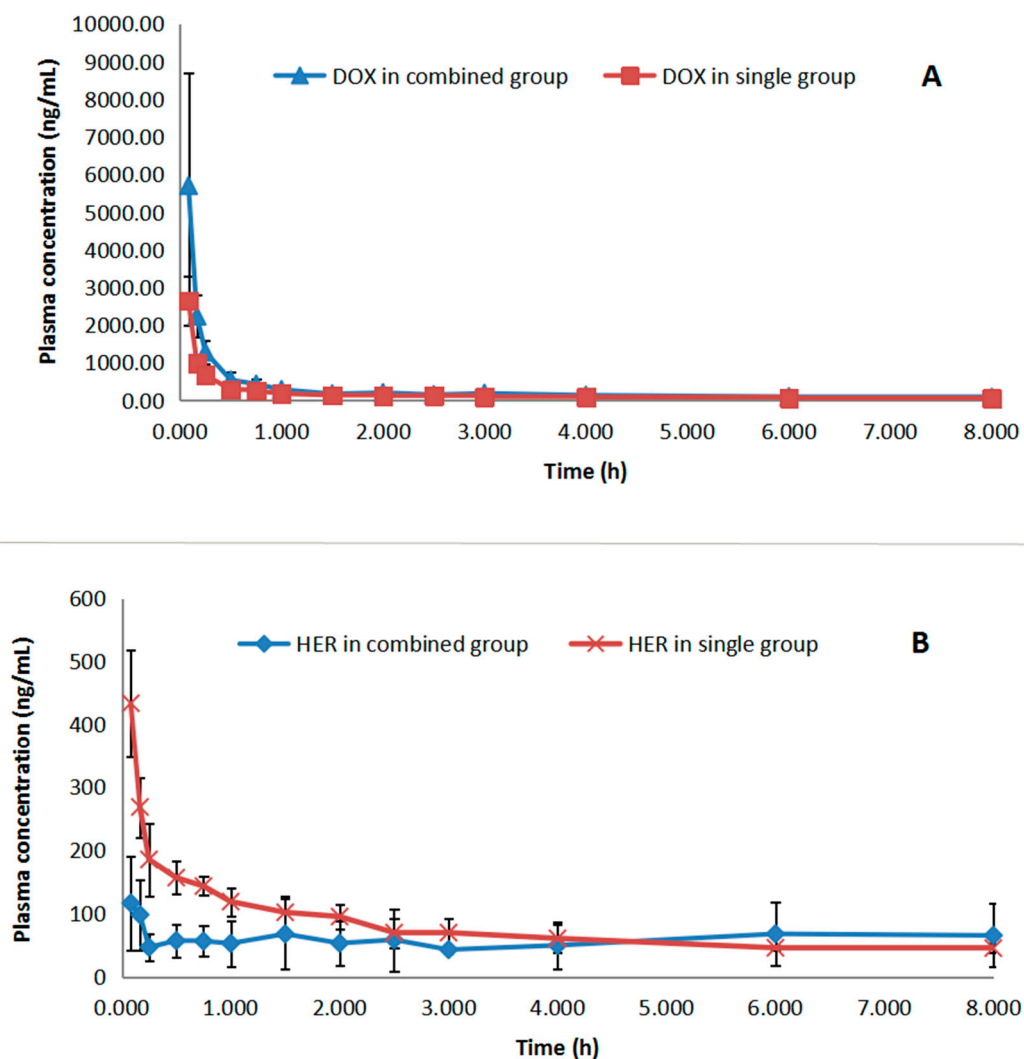 10000.00
9000.00
8000.00
7000.00
6000.00
5000.00
4000.00
3000.00
2000.00
1000.00
0.00
Plasma concentration (ng/mL)
DOX in combined group DOX in single group A
0.000 1.000 2.000 3.000 4.000 5.000 6.000 7.000 8.000
Time (h)
600
500
400
300
200
100
0
Plasma concentration (ng/mL)
HER in combined group HER in single group B
0.000 1.000 2.000 3.000 4.000 5.000 6.000 7.000 8.000
Time (h)